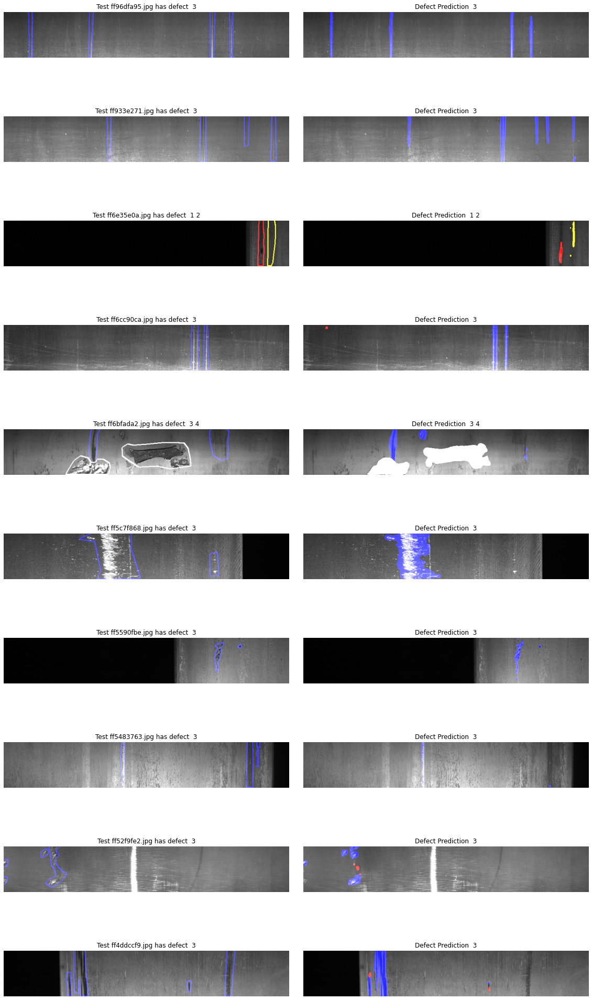 Test ff96dfa95.jpg has defect  3
Defect Prediction  3
Test ff933e271.jpg has defect  3
Defect Prediction  3
Test ff6e35e0a.jpg has defect  1 2
Defect Prediction  1 2
Test ff6cc90ca.jpg has defect  3
Defect Prediction  3
Test ff6bfada2.jpg has defect  3 4
Defect Prediction  3 4
Test ff5c7f868.jpg has defect  3
Defect Prediction  3
Test ff5590fbe.jpg has defect  3
Defect Prediction  3
Test ff5483763.jpg has defect  3
Defect Prediction  3
Test ff52f9fe2.jpg has defect  3
Defect Prediction  3
Test ff4ddccf9.jpg has defect  3
Defect Prediction  3